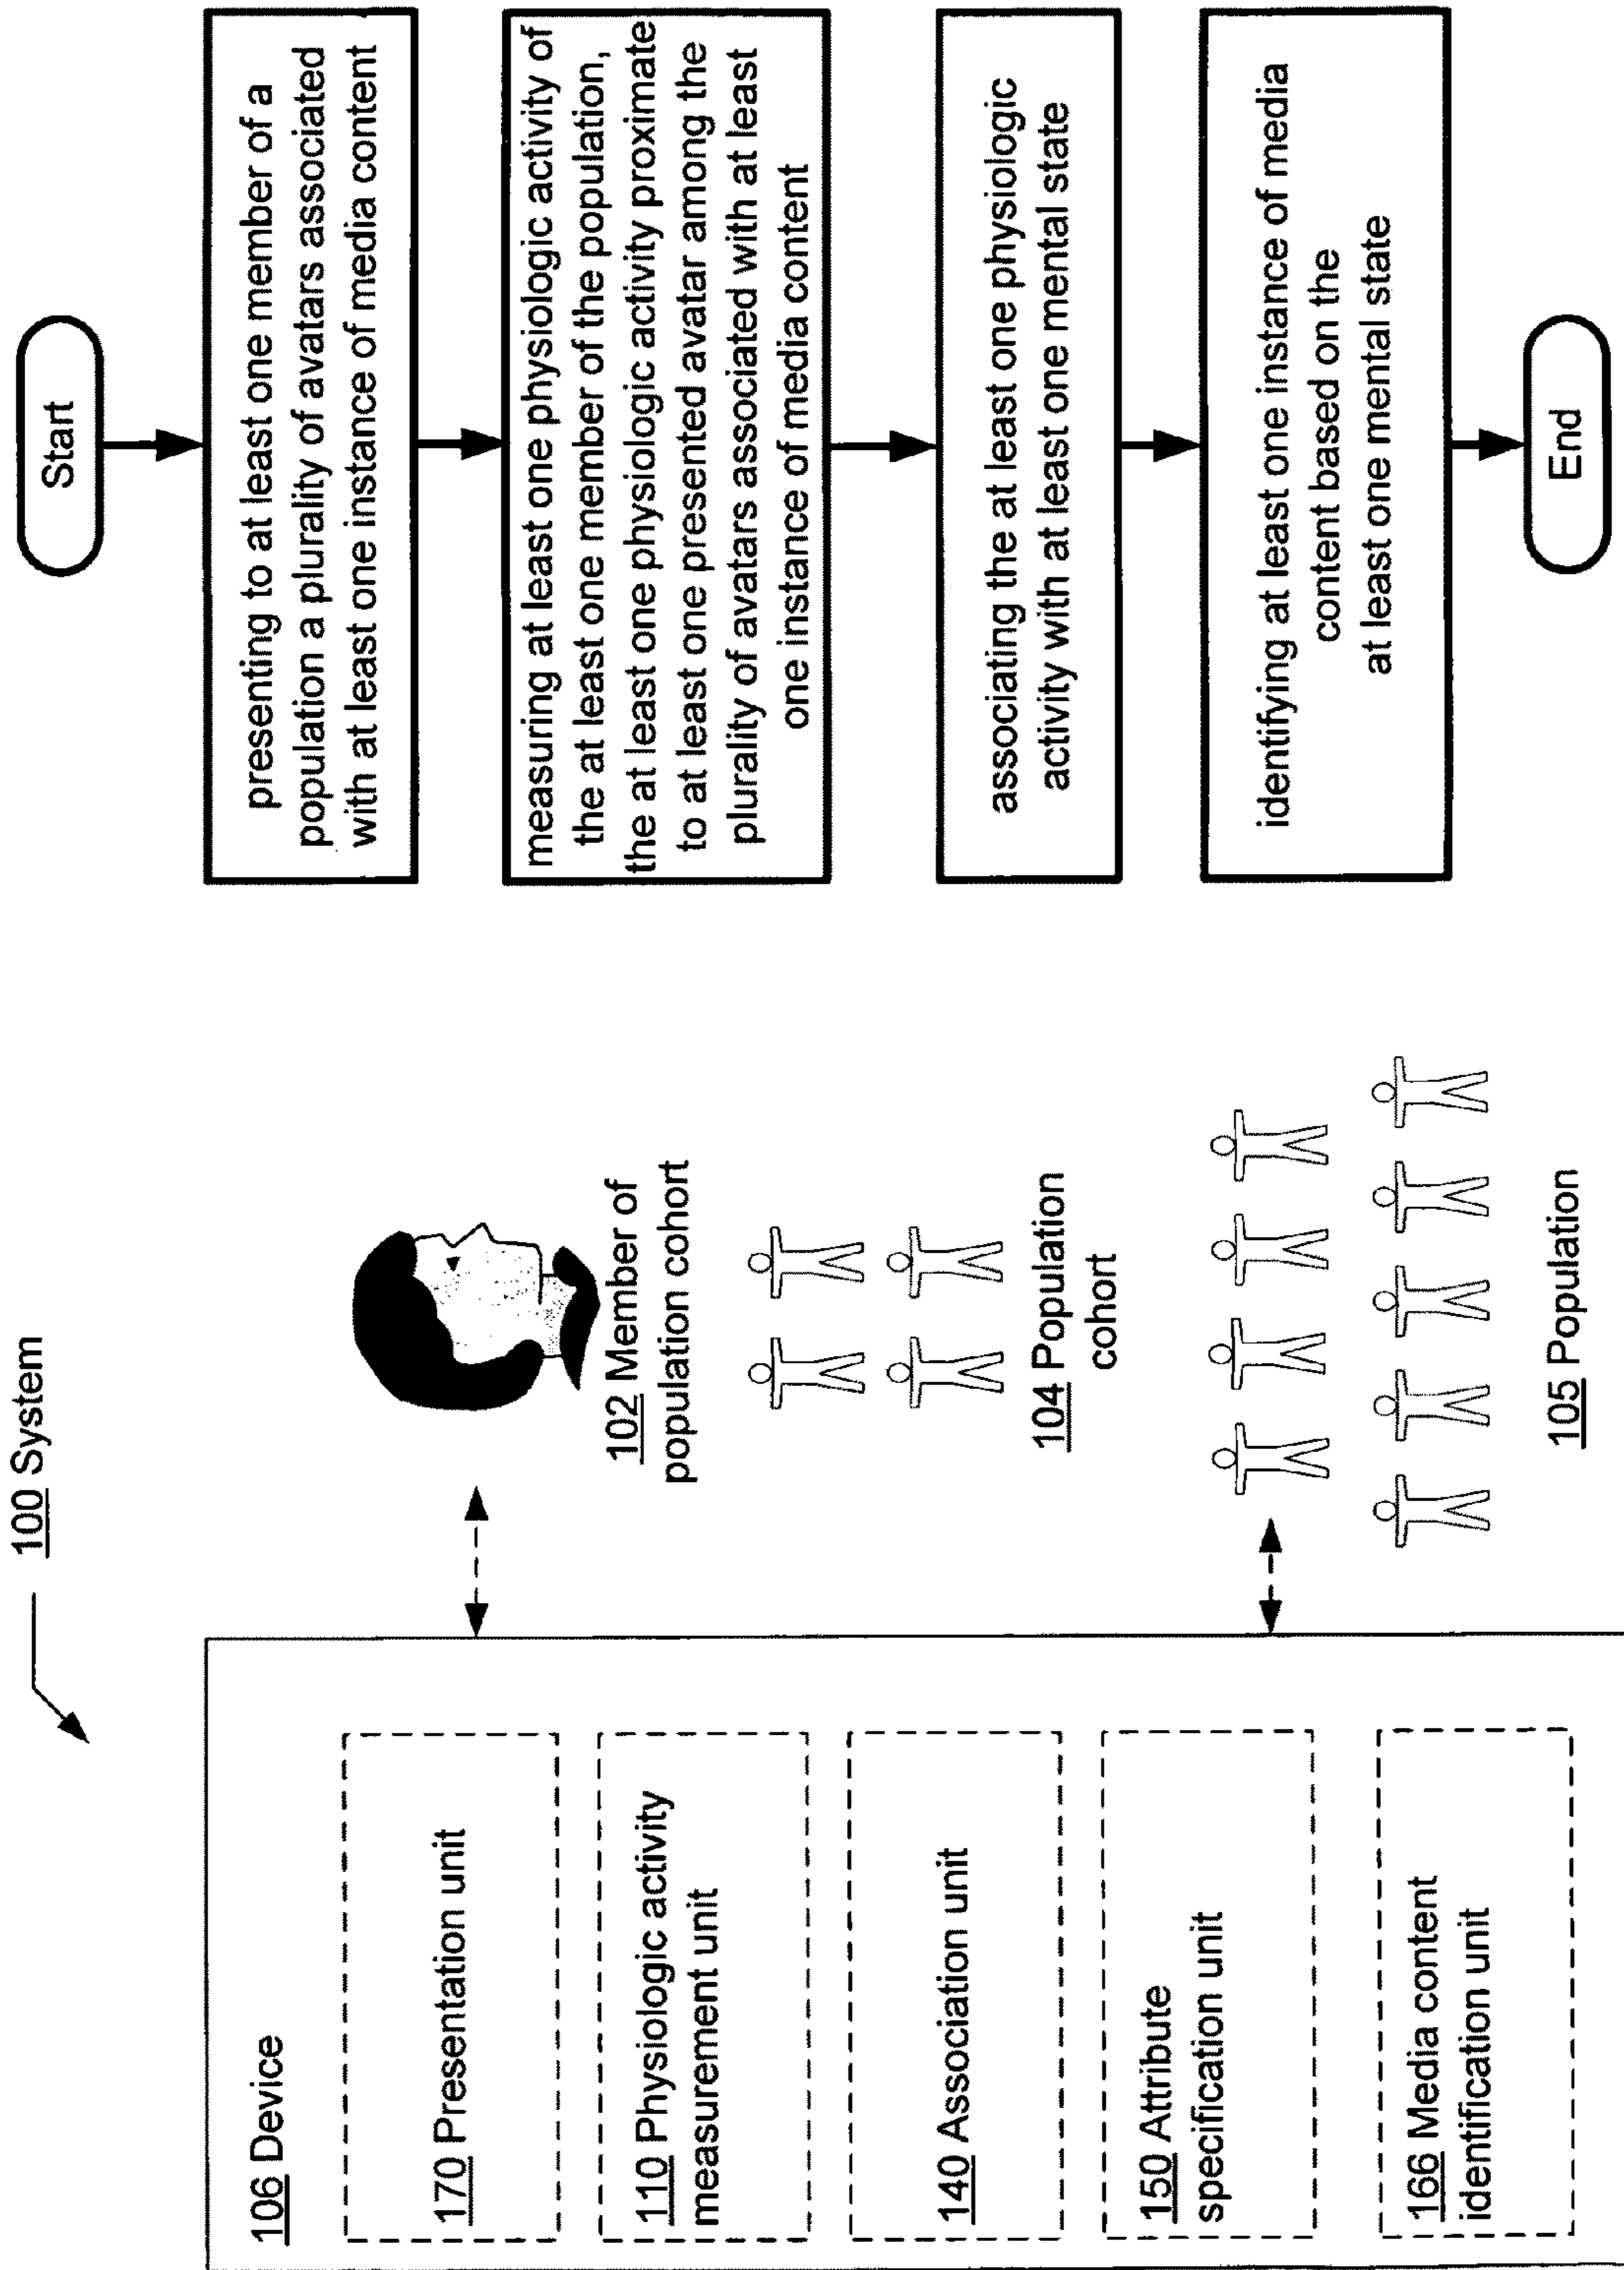 100 System
106 Device
170 Presentation unit
110 Physiologic activity
measurement unit
140 Association unit
150 Attribute
specification unit
166 Media content
identification unit
102 Member of
population cohort
104 Population
cohort
105 Population
Start
presenting to at least one member of a
population a plurality of avatars associated
with at least one instance of media content
measuring at least one physiologic activity of
the at least one member of the population,
the at least one physiologic activity proximate
to at least one presented avatar among the
plurality of avatars associated with at least
one instance of media content
associating the at least one physiologic
activity with at least one mental state
identifying at least one instance of media
content based on the
at least one mental state
End